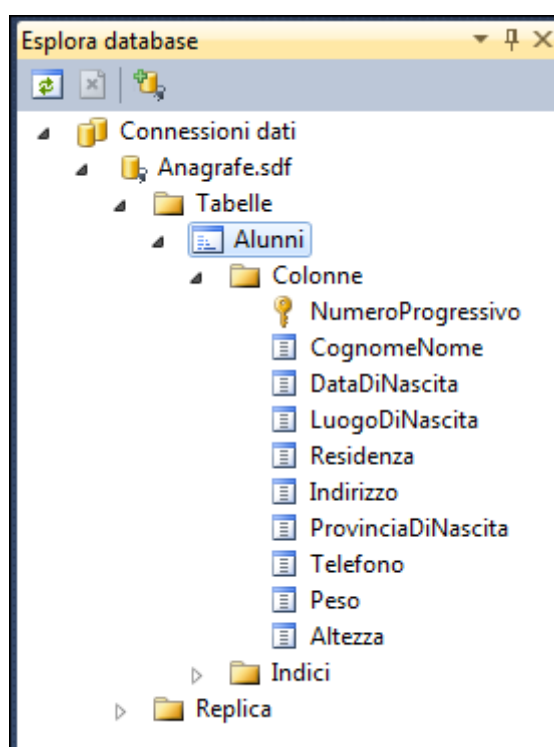 Esplora database
Connessioni dati
Anagrafe.sdf
Tabelle
Alunni
Colonne
NumeroProgressivo
CognomeNome
DataDiNascita
LuogoDiNascita
Residenza
Indirizzo
ProvinciaDiNascita
Telefono
Peso
Altezza
Indici
Replica